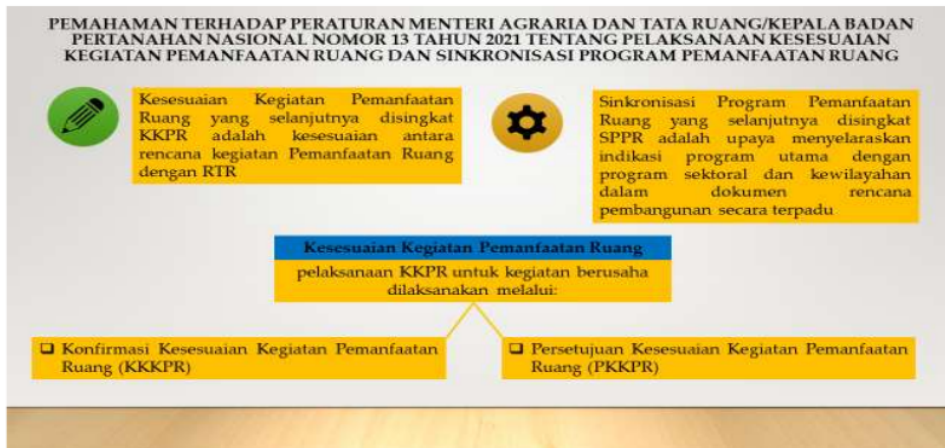 PEMAHAMAN TERHADAP PERATURAN MENTERI AGRARIA DAN TATA RUANG/KEPALA BADAN
PERTANAHAN NASIONAL NOMOR 13 TAHUN 2021 TENTANG PELAKSANAAN KESESUAIAN
KEGIATAN PEMANFAATAN RUANG DAN SINKRONISASI PROGRAM PEMANFAATAN RUANG
Kesesuaian Kegiatan Pemanfaatan
Ruang yang selanjutnya disingkat
KKPR adalah kesesuaian antara
rencana kegiatan Pemanfaatan Ruang
dengan RTR
Sinkronisasi Program Pemanfaatan
Ruang yang selanjutnya disingkat
SPPR adalah upaya menyelaraskan
indikasi program utama dengan
program sektoral dan kewilayahan
dalam dokumen rencana
pembangunan secara terpadu
Kesesuaian Kegiatan Pemanfaatan Ruang
pelaksanaan KKPR untuk kegiatan berusaha
dilaksanakan melalui:
❑ Konfirmasi Kesesuaian Kegiatan Pemanfaatan
Ruang (KKKPR)
❑ Persetujuan Kesesuaian Kegiatan Pemanfaatan
Ruang (PKKPR)